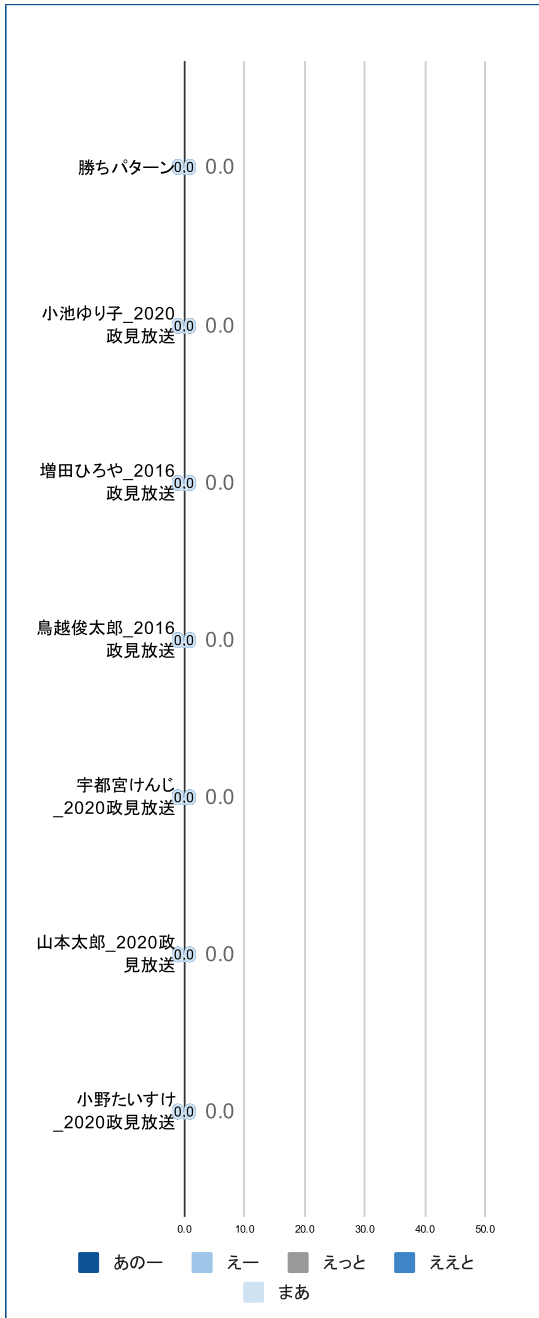 勝ちパターン 0.0 0.0
小池ゆり子_2020
政見放送 0.0 0.0
増田ひろや_2016
政見放送 0.0 0.0
鳥越俊太郎_2016
政見放送 0.0 0.0
宇都宮けんじ
_2020政見放送 0.0 0.0
山本太郎_2020政
見放送 0.0 0.0
小野たいすけ
_2020政見放送 0.0 0.0
0.0 10.0 20.0 30.0 40.0 50.0
あのー えー えっと ええと
まあ